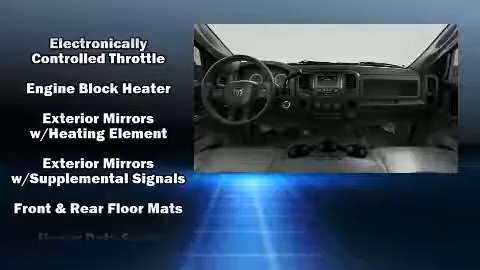 Electronically
Controlled Throttle
Engine Block Heater
Exterior Mirrors
w/Heating Element
Exterior Mirrors
w/Supplemental Signals
Front & Rear Floor Mats